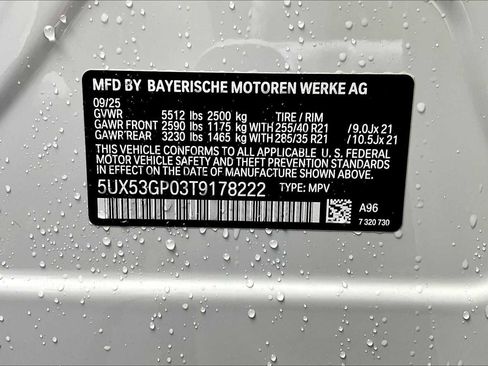 MFD BY BAYERISCHE MOTOREN WERKE AG
09/25
GVWR 5512 lbs 2500 kg TIRE / RIM
GAWR FRONT 2590 lbs 1175 kg WITH 255/40 R21 /9.0Jx 21
GAWR REAR 3230 lbs 1465 kg WITH 285/35 R21 /10.5Jx 21
THIS VEHICLE CONFORMS TO ALL APPLICABLE U.S. FEDERAL
MOTOR VEHICLE SAFETY, BUMPER, AND THEFT PREVENTION STANDARDS
IN EFFECT ON THE DATE OF MANUFACTURE SHOWN ABOVE.
5UX53GP03T9178222 TYPE: MPV
A96
7 320 730